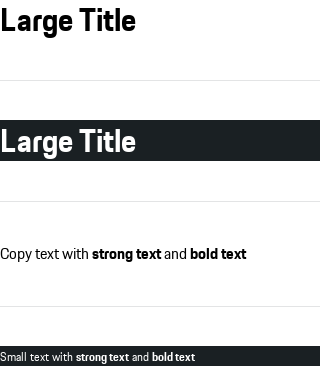 Large Title
Large Title
Copy text with strong text and bold text
Small text with strong text and bold text